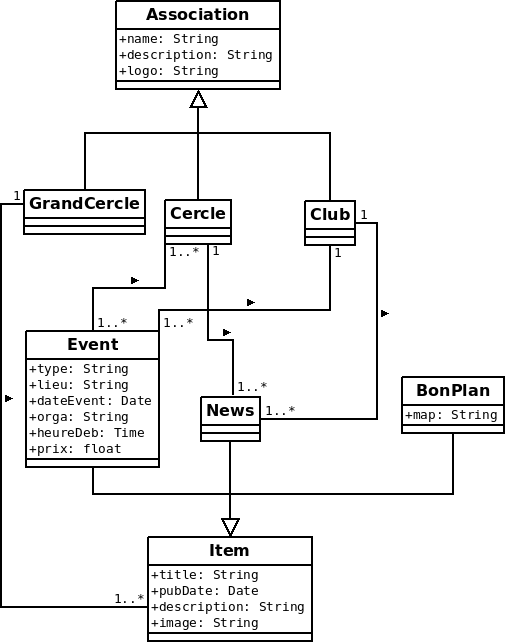 Association
+name: String
+description: String
+logo: String
1
GrandCercle
Cercle
Club
1
1..*
1
1
1..*
1..*
Event
+type: String
+lieu: String
+dateEvent: Date
+orga: String
+heureDeb: Time
+prix: float
1..*
News
1..*
BonPlan
+map: String
Item
+title: String
+pubDate: Date
+description: String
+image: String
1..*